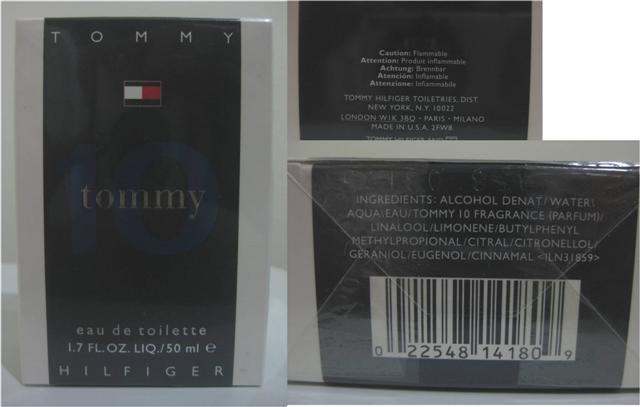 TOMMY
10
tommy
eau de toilette
1.7 FL.OZ. LIQ./50 ml ℮
HILFIGER
Caution: Flammable
Attention: Produit inflammable
Achtung: Brennbar
Atención: Inflamable
Attenzione: Infiammabile
TOMMY HILFIGER TOILETRIES, DIST.
NEW YORK, N.Y. 10022
LONDON W1K 3BQ - PARIS - MILANO
MADE IN U.S.A. 2FW8
TOMMY HILFIGER AND
INGREDIENTS: ALCOHOL DENAT/WATER\
AQUA\EAU/TOMMY 10 FRAGRANCE (PARFUM)/
LINALOOL/LIMONENE/BUTYLPHENYL
METHYLPROPIONAL/CITRAL/CITRONELLOL/
GERANIOL/EUGENOL/CINNAMAL <ILN31859>
0 22548 14180 9